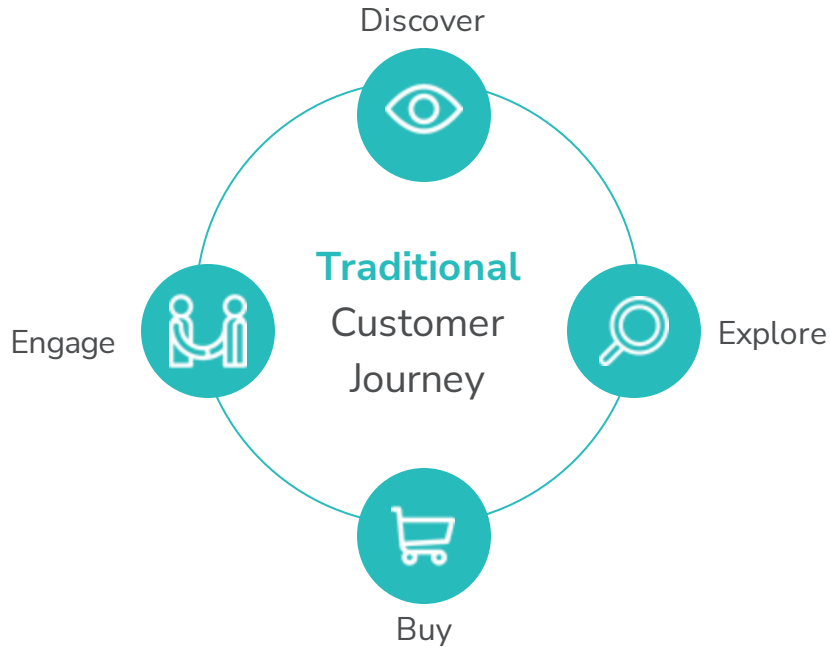 Discover
Traditional
Customer
Journey
Engage
Explore
Buy